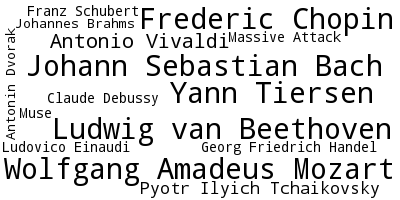 Franz Schubert
Frederic Chopin
Johannes Brahms
Antonio Vivaldi
Massive Attack
Antonin Dvorak
Johann Sebastian Bach
Yann Tiersen
Claude Debussy
Muse
Ludwig van Beethoven
Ludovico Einaudi
Georg Friedrich Handel
Wolfgang Amadeus Mozart
Pyotr Ilyich Tchaikovsky